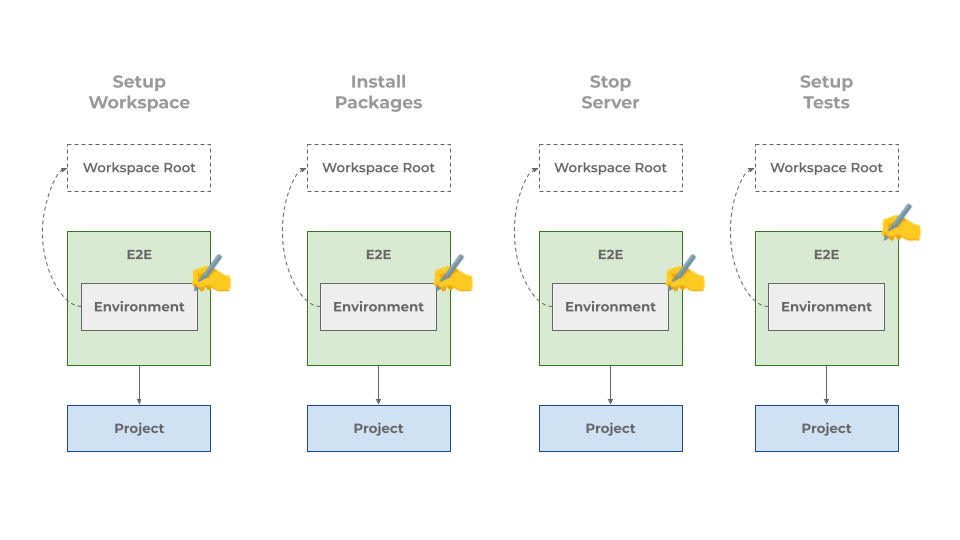 Setup
Workspace
Install
Packages
Stop
Server
Setup
Tests
Workspace Root
Workspace Root
Workspace Root
Workspace Root
E2E
E2E
E2E
E2E
Environment
Environment
Environment
Environment
Project
Project
Project
Project